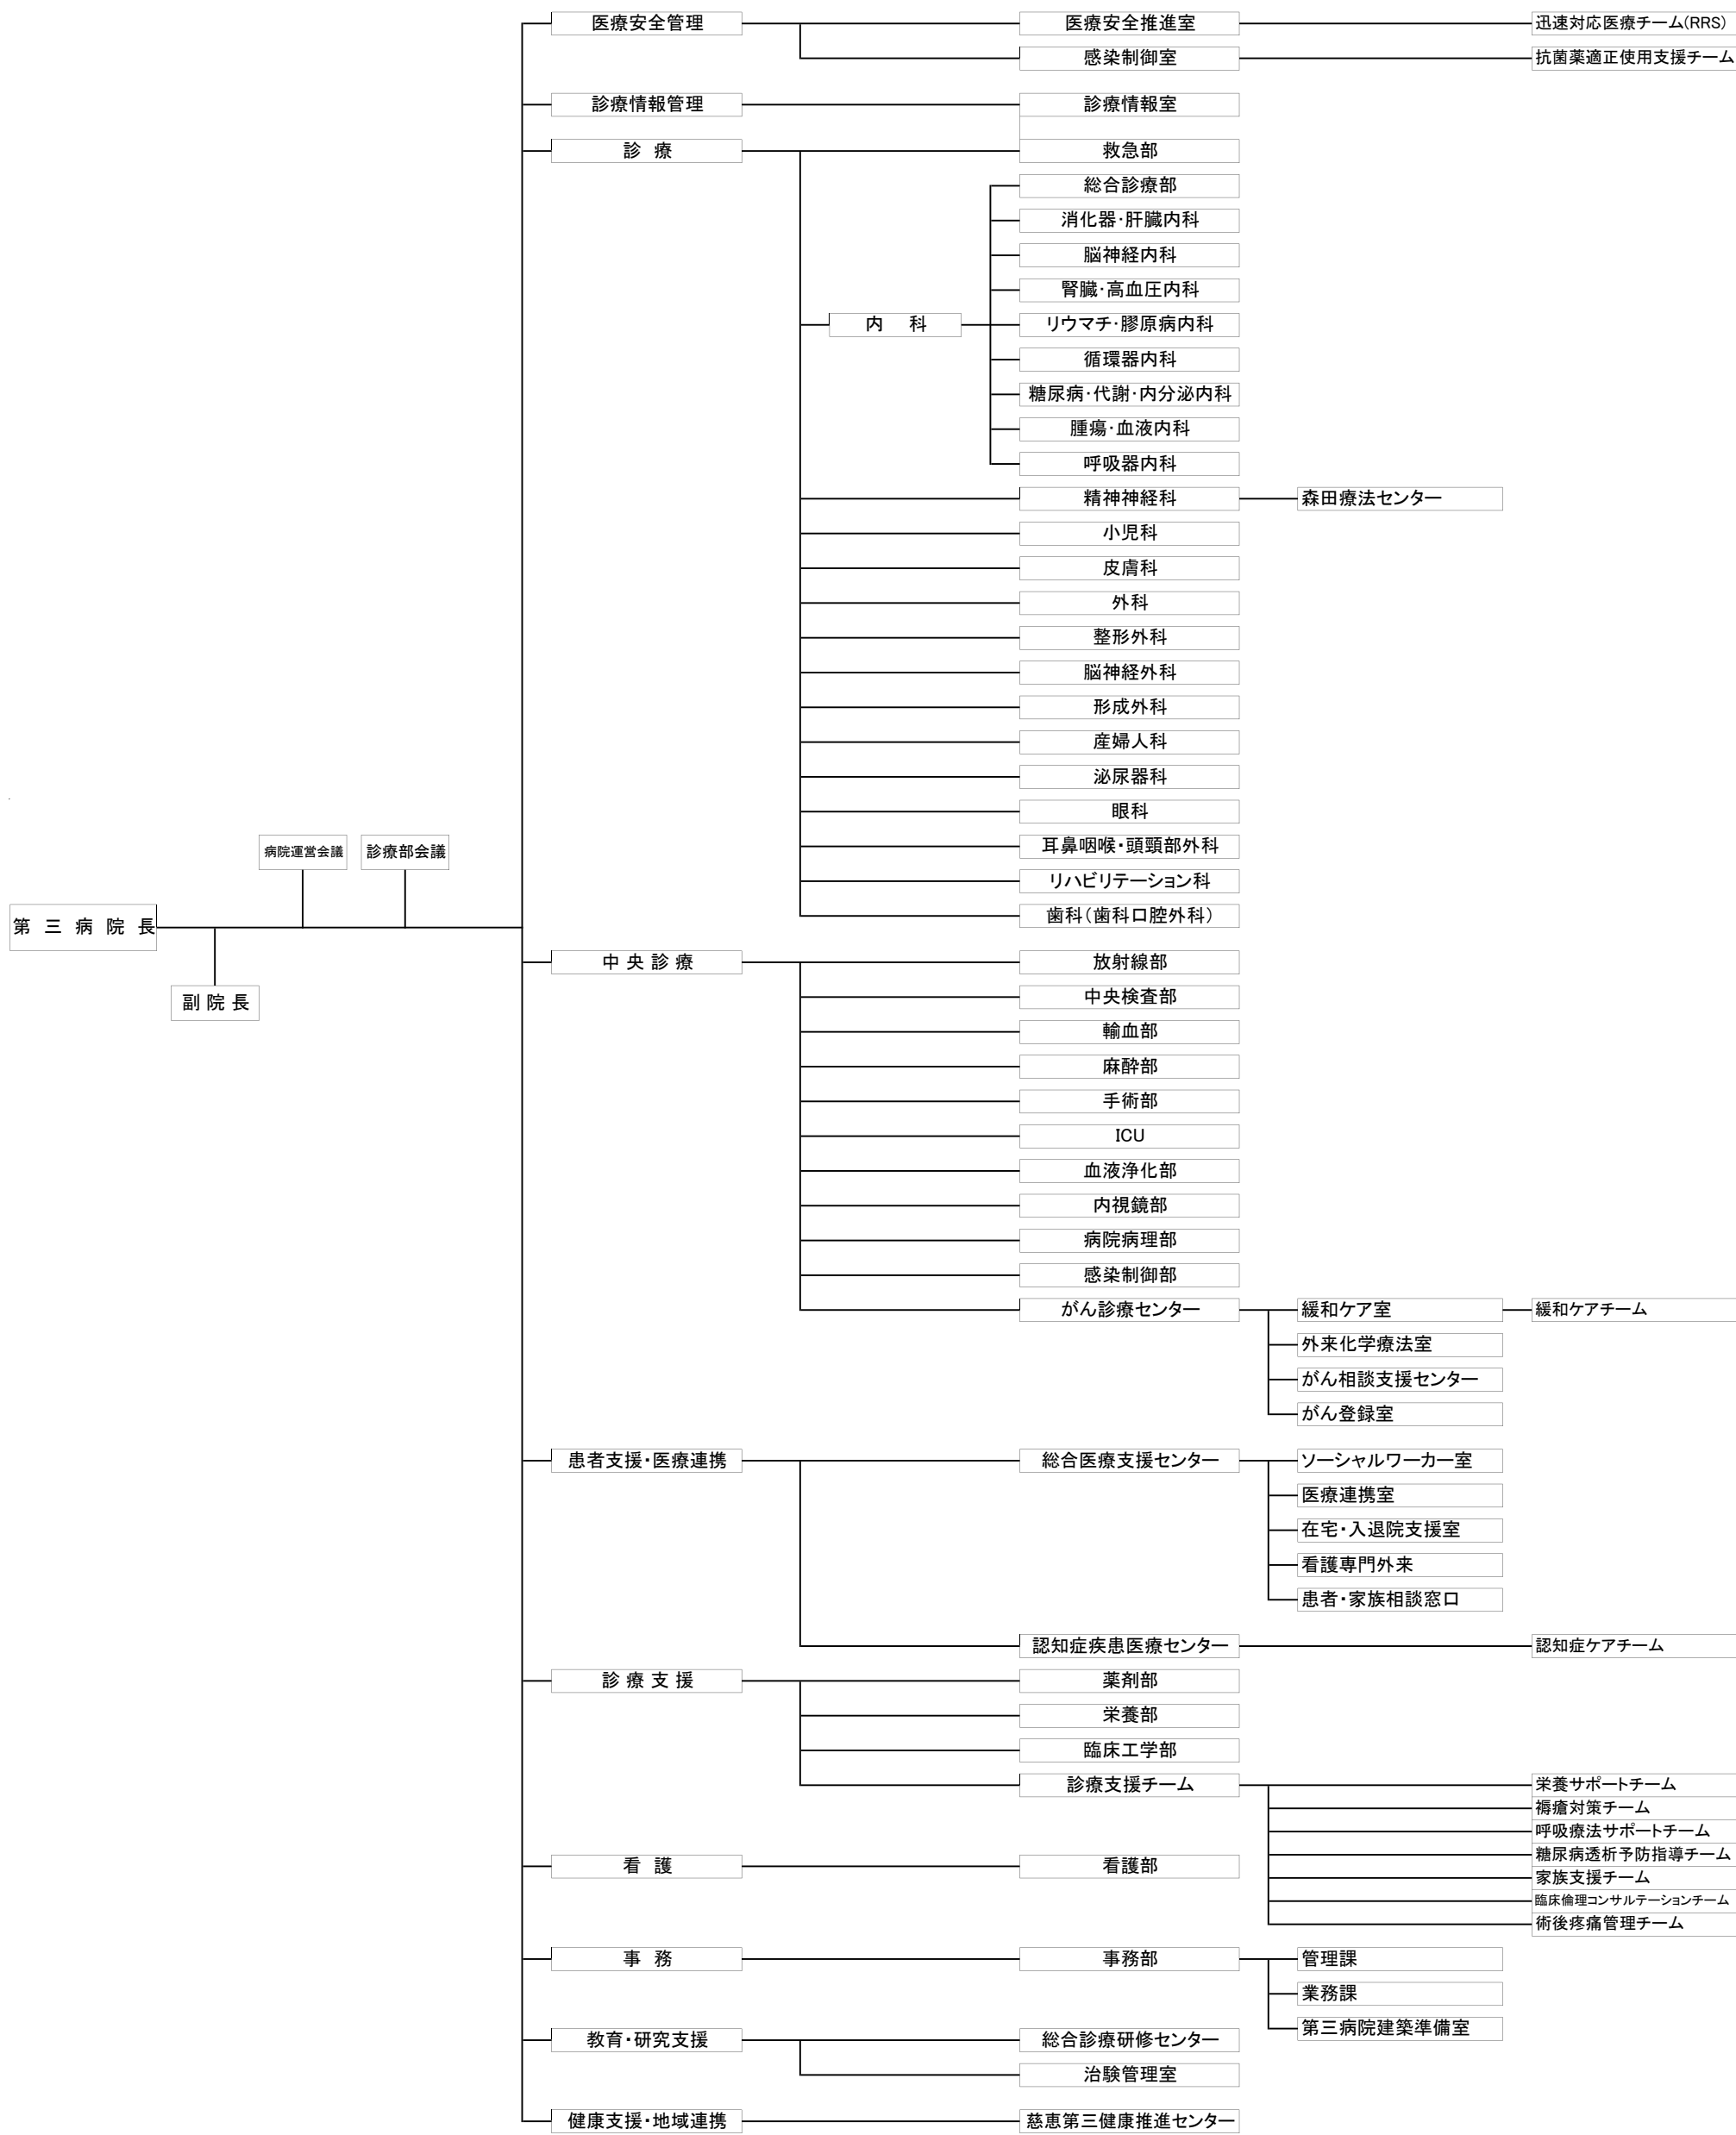 医療安全管理
医療安全推進室
迅速対応医療チーム(RRS)
感染制御室
抗菌薬適正使用支援チーム
診療情報管理
診療情報室
診 療
救急部
総合診療部
消化器・肝臓内科
脳神経内科
腎臓・高血圧内科
内 科
リウマチ・膠原病内科
循環器内科
糖尿病・代謝・内分泌内科
腫瘍・血液内科
呼吸器内科
精神神経科
森田療法センター
小児科
皮膚科
外科
整形外科
脳神経外科
形成外科
産婦人科
泌尿器科
眼科
耳鼻咽喉・頭頸部外科
リハビリテーション科
歯科（歯科口腔外科）
病院運営会議
診療部会議
第 三 病 院 長
副 院 長
中 央 診 療
放射線部
中央検査部
輸血部
麻酔部
手術部
ICU
血液浄化部
内視鏡部
病院病理部
感染制御部
がん診療センター
緩和ケア室
緩和ケアチーム
外来化学療法室
がん相談支援センター
がん登録室
患者支援・医療連携
総合医療支援センター
ソーシャルワーカー室
医療連携室
在宅・入退院支援室
看護専門外来
患者・家族相談窓口
認知症疾患医療センター
認知症ケアチーム
診 療 支 援
薬剤部
栄養部
臨床工学部
診療支援チーム
栄養サポートチーム
褥瘡対策チーム
呼吸療法サポートチーム
糖尿病透析予防指導チーム
家族支援チーム
臨床倫理コンサルテーションチーム
術後疼痛管理チーム
看 護
看護部
事 務
事務部
管理課
業務課
第三病院建築準備室
教育・研究支援
総合診療研修センター
治験管理室
健康支援・地域連携
慈恵第三健康推進センター